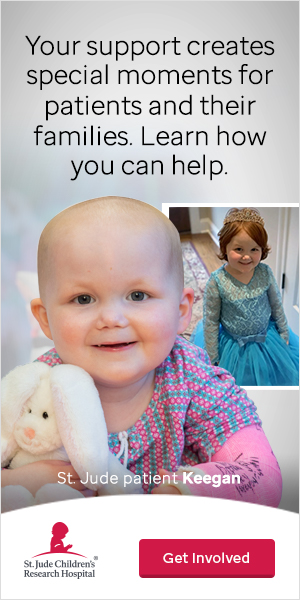 Your support creates
special moments for
patients and their
families. Learn how
you can help.
St. Jude patient Keegan
St. Jude Children's
Research Hospital
Get Involved